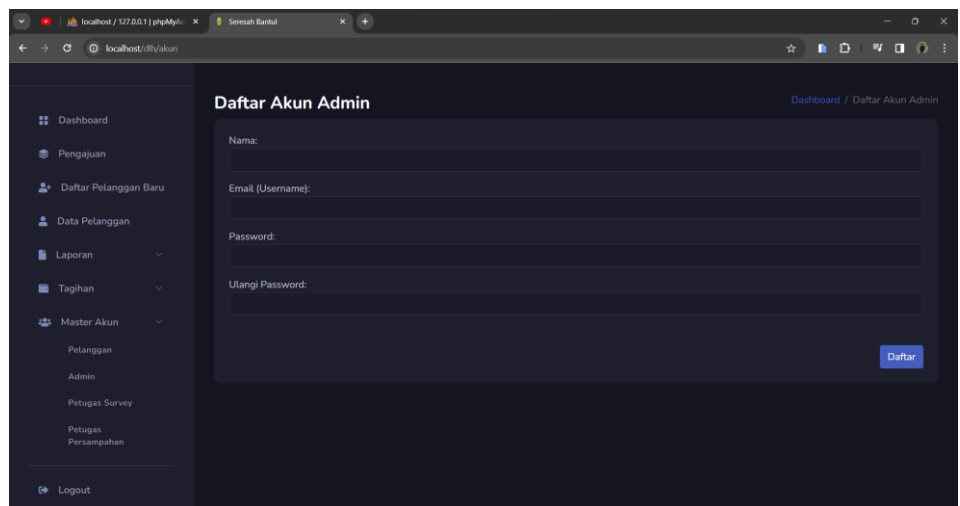 localhost / 127.0.0.1 | phpMyAd
Seresah Bantul
localhost/dlh/akun
Daftar Akun Admin
Dashboard / Daftar Akun Admin
Dashboard
Pengajuan
Daftar Pelanggan Baru
Data Pelanggan
Laporan
Tagihan
Master Akun
Pelanggan
Admin
Petugas Survey
Petugas
Persampahan
Logout
Nama:
Email (Username):
Password:
Ulangi Password:
Daftar